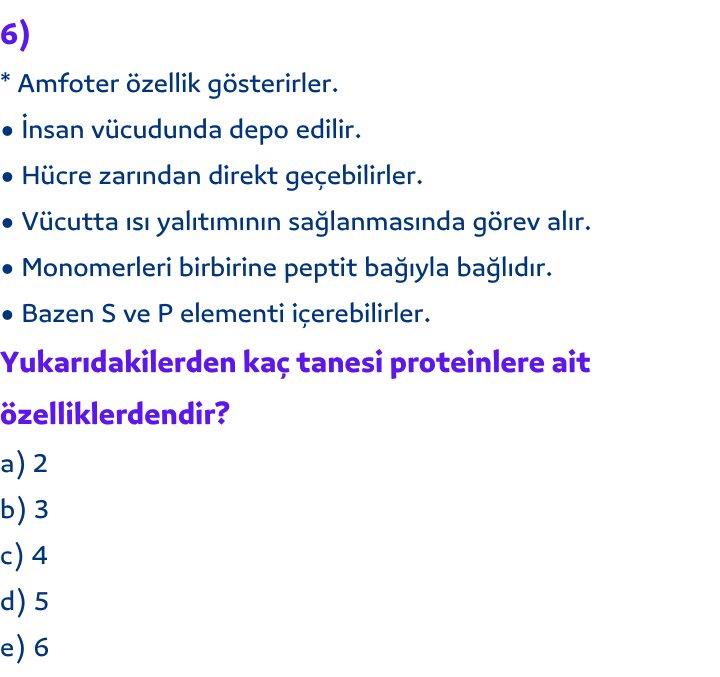 6)
* Amfoter özellik gösterirler.
• İnsan vücudunda depo edilir.
• Hücre zarından direkt geçebilirler.
• Vücutta ısı yalıtımının sağlanmasında görev alır.
• Monomerleri birbirine peptit bağıyla bağlıdır.
• Bazen S ve P elementi içerebilirler.
Yukarıdakilerden kaç tanesi proteinlere ait
özelliklerdendir?
a) 2
b) 3
c) 4
d) 5
e) 6